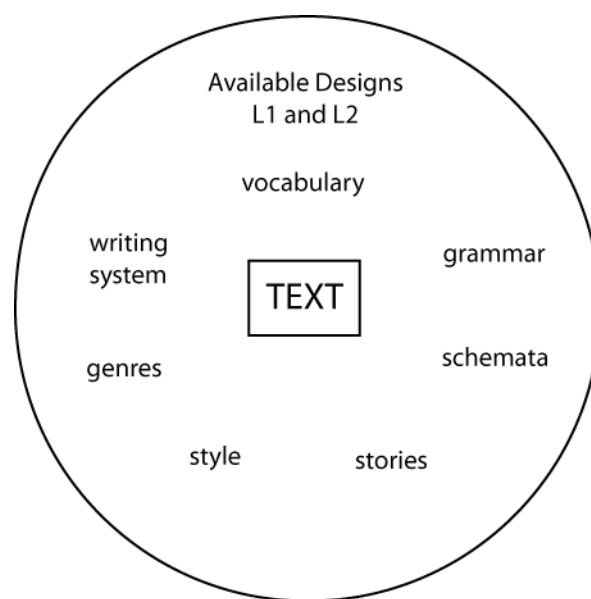 Available Designs
L1 and L2
vocabulary
writing
system
grammar
TEXT
genres
schemata
style
stories